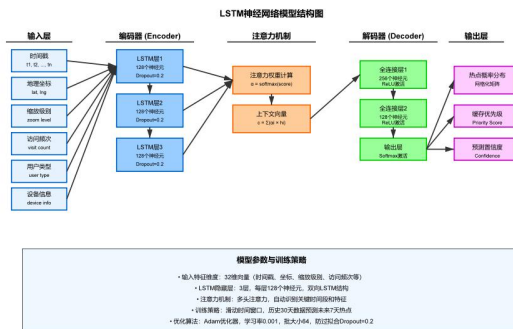 LSTM神经网络模型结构图
输入层
编码器 (Encoder)
注意力机制
解码器 (Decoder)
输出层
时间戳
t1, t2, ..., tn
地理坐标
lat, lng
缩放级别
zoom level
访问频次
visit count
用户类型
user type
设备信息
device info
LSTM层1
128个神经元
Dropout=0.2
LSTM层2
128个神经元
Dropout=0.2
LSTM层3
128个神经元
Dropout=0.2
注意力权重计算
α = softmax(score)
上下文向量
c = Σ(αi × hi)
全连接层1
256个神经元
ReLU激活
全连接层2
128个神经元
ReLU激活
输出层
Softmax激活
热点概率分布
网格化矩阵
缓存优先级
Priority Score
预测置信度
Confidence
模型参数与训练策略
• 输入特征维度：32维向量（时间戳、坐标、缩放级别、访问频次等）
• LSTM隐藏层：3层，每层128个神经元，双向LSTM结构
• 注意力机制：多头注意力，自动识别关键时间段和特征
• 训练策略：滑动时间窗口，历史30天数据预测未来7天热点
• 优化算法：Adam优化器，学习率0.001，批大小64，防过拟合Dropout=0.2